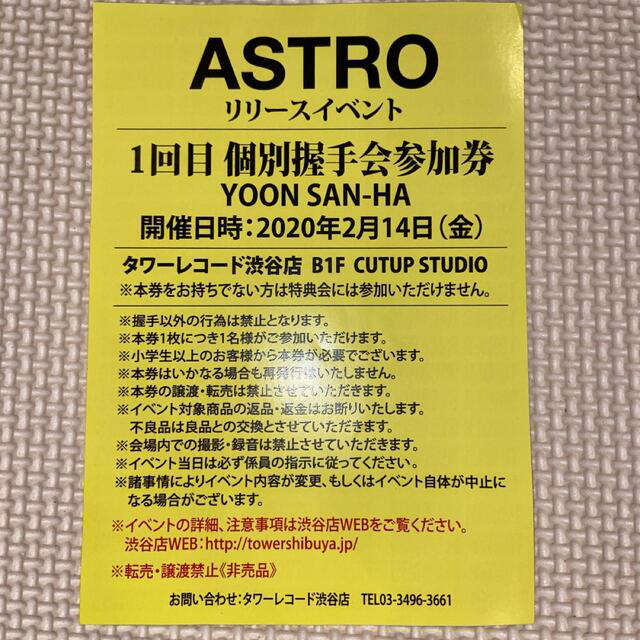 ASTRO
リリースイベント
1回目 個別握手会参加券
YOON SAN-HA
開催日時：2020年2月14日（金）
タワーレコード渋谷店 B1F CUTUP STUDIO
※本券をお持ちでない方は特典会には参加いただけません。
※握手以外の行為は禁止となります。
※本券1枚につき1名様がご参加いただけます。
※小学生以上のお客様から本券が必要でございます。
※本券はいかなる場合も再発行はいたしません。
※本券の譲渡・転売は禁止させていただきます。
※イベント対象商品の返品・返金はお断りいたします。
不良品は良品との交換とさせていただきます。
※会場内での撮影・録音は禁止させていただきます。
※イベント当日は必ず係員の指示に従ってください。
※諸事情によりイベント内容が変更、もしくはイベント自体が中止に
なる場合がございます。
※イベントの詳細、注意事項は渋谷店WEBをご覧ください。
渋谷店WEB：http://towershibuya.jp/
※転売・譲渡禁止《非売品》
お問い合わせ：タワーレコード渋谷店 TEL03-3496-3661